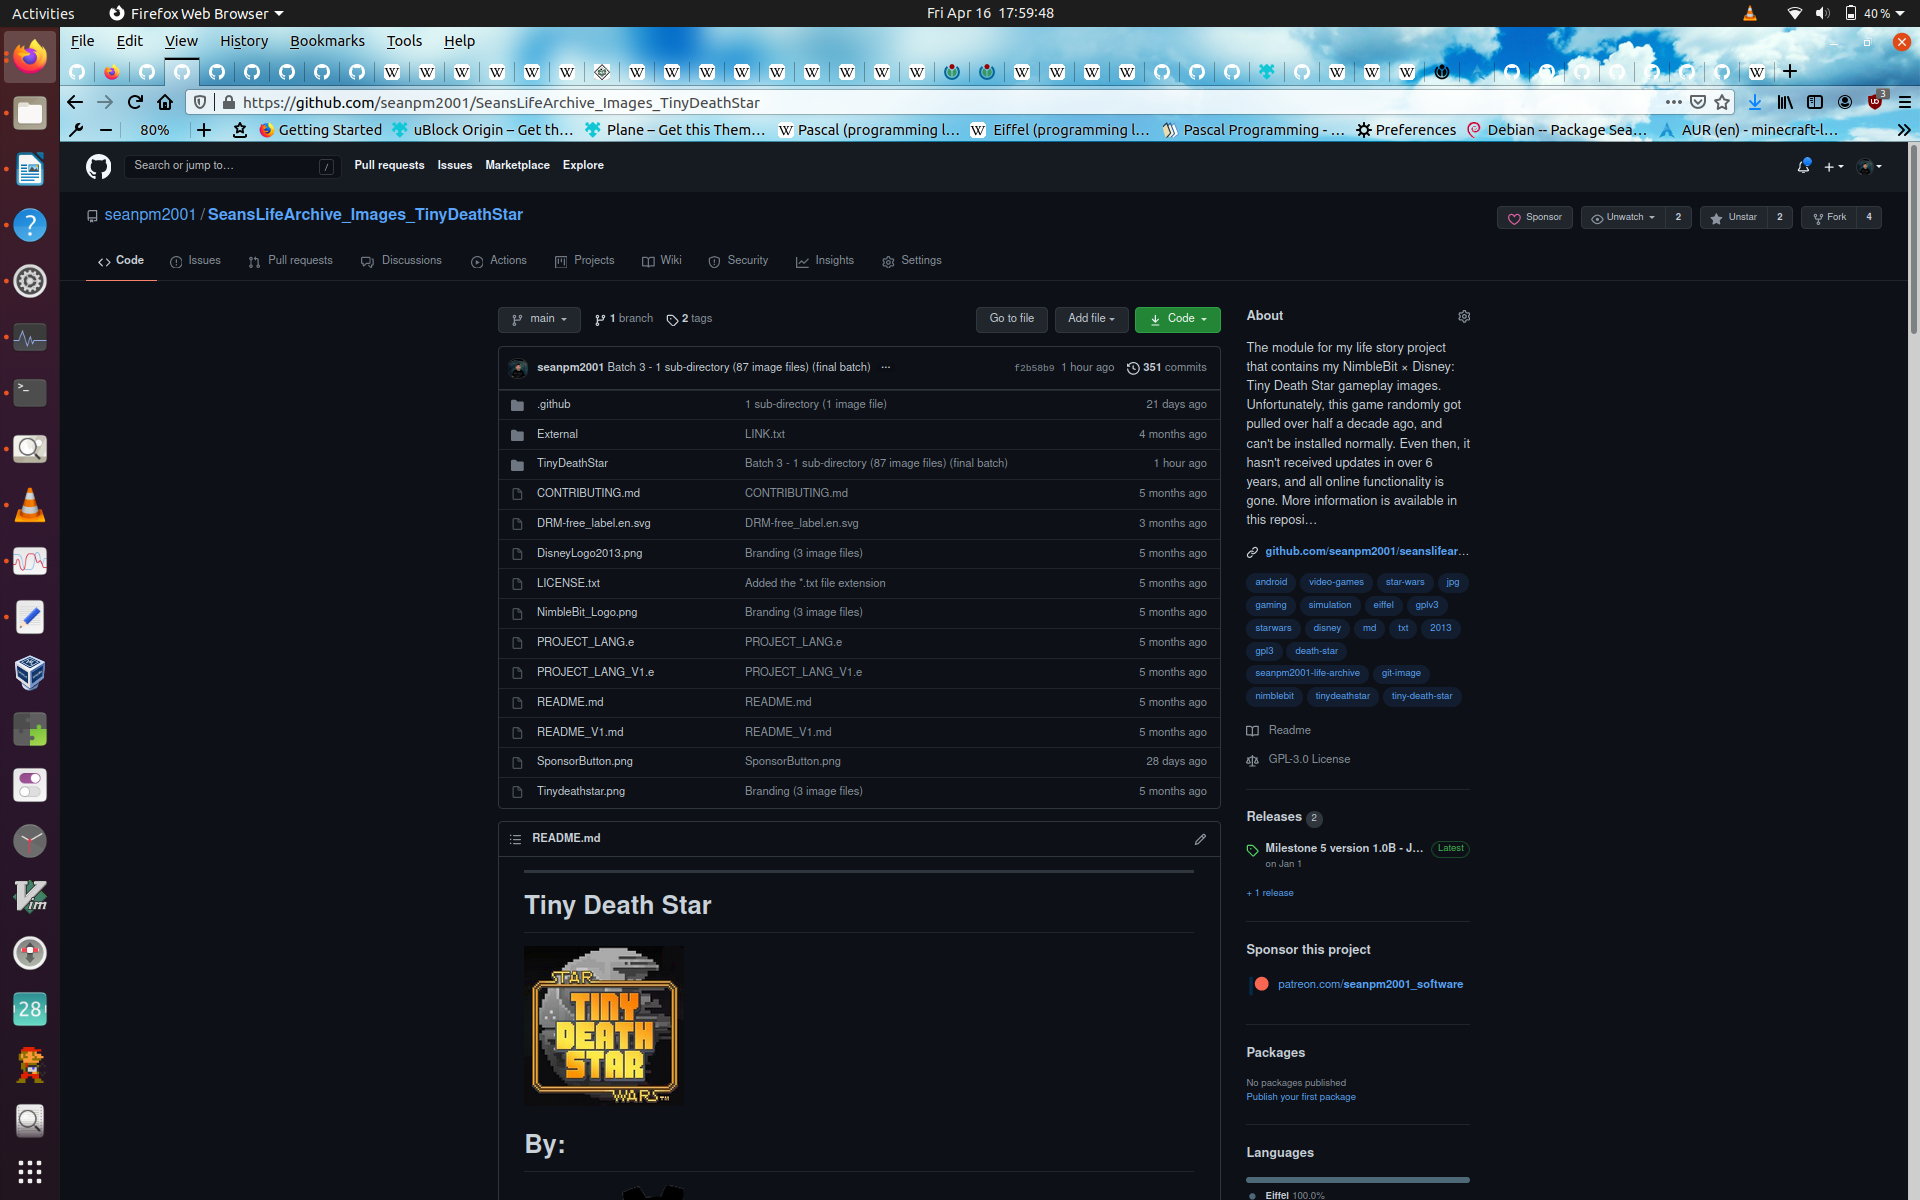 Activities
Firefox Web Browser
Fri Apr 16  17:59:48
40 %
File Edit View History Bookmarks Tools Help
https://github.com/seanpm2001/SeansLifeArchive_Images_TinyDeathStar
3
80%
Getting Started
uBlock Origin – Get th…
Plane – Get this Them…
Pascal (programming l…
Eiffel (programming l…
Pascal Programming - …
Preferences
Debian -- Package Sea…
AUR (en) - minecraft-l…
Search or jump to…
/
Pull requests Issues Marketplace Explore
seanpm2001 / SeansLifeArchive_Images_TinyDeathStar
Sponsor
Unwatch 2
Unstar 2
Fork 4
Code
Issues
Pull requests
Discussions
Actions
Projects
Wiki
Security
Insights
Settings
main
1 branch
2 tags
Go to file
Add file
Code
seanpm2001 Batch 3 - 1 sub-directory (87 image files) (final batch) ... f2b58b9 1 hour ago 351 commits
.github 1 sub-directory (1 image file) 21 days ago
External LINK.txt 4 months ago
TinyDeathStar Batch 3 - 1 sub-directory (87 image files) (final batch) 1 hour ago
CONTRIBUTING.md CONTRIBUTING.md 5 months ago
DRM-free_label.en.svg DRM-free_label.en.svg 3 months ago
DisneyLogo2013.png Branding (3 image files) 5 months ago
LICENSE.txt Added the *.txt file extension 5 months ago
NimbleBit_Logo.png Branding (3 image files) 5 months ago
PROJECT_LANG.e PROJECT_LANG.e 5 months ago
PROJECT_LANG_V1.e PROJECT_LANG_V1.e 5 months ago
README.md README.md 5 months ago
README_V1.md README_V1.md 5 months ago
SponsorButton.png SponsorButton.png 28 days ago
Tinydeathstar.png Branding (3 image files) 5 months ago
README.md
Tiny Death Star
STAR
TINY
DEATH
STAR
WARS™
By:
About
The module for my life story project
that contains my NimbleBit × Disney:
Tiny Death Star gameplay images.
Unfortunately, this game randomly got
pulled over half a decade ago, and
can't be installed normally. Even then, it
hasn't received updates in over 6
years, and all online functionality is
gone. More information is available in
this reposi…
github.com/seanpm2001/seanslifear…
android video-games star-wars jpg
gaming simulation eiffel gplv3
starwars disney md txt 2013
gpl3 death-star
seanpm2001-life-archive git-image
nimblebit tinydeathstar tiny-death-star
Readme
GPL-3.0 License
Releases 2
Milestone 5 version 1.0B - J… Latest
on Jan 1
+ 1 release
Sponsor this project
patreon.com/seanpm2001_software
Packages
No packages published
Publish your first package
Languages
Eiffel 100.0%
28